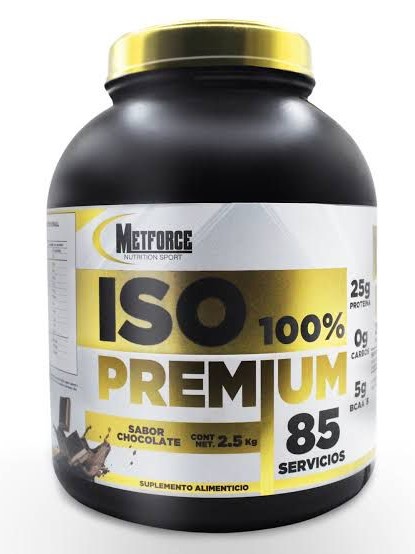 METFORCE
NUTRITION SPORT
ISO 100%
PREMIUM
25g
PROTEINA
0g
CARBOS
5g
BCAA'S
SABOR
CHOCOLATE
CONT
NET. 2.5 Kg
85
SERVICIOS
SUPLEMENTO ALIMENTICIO